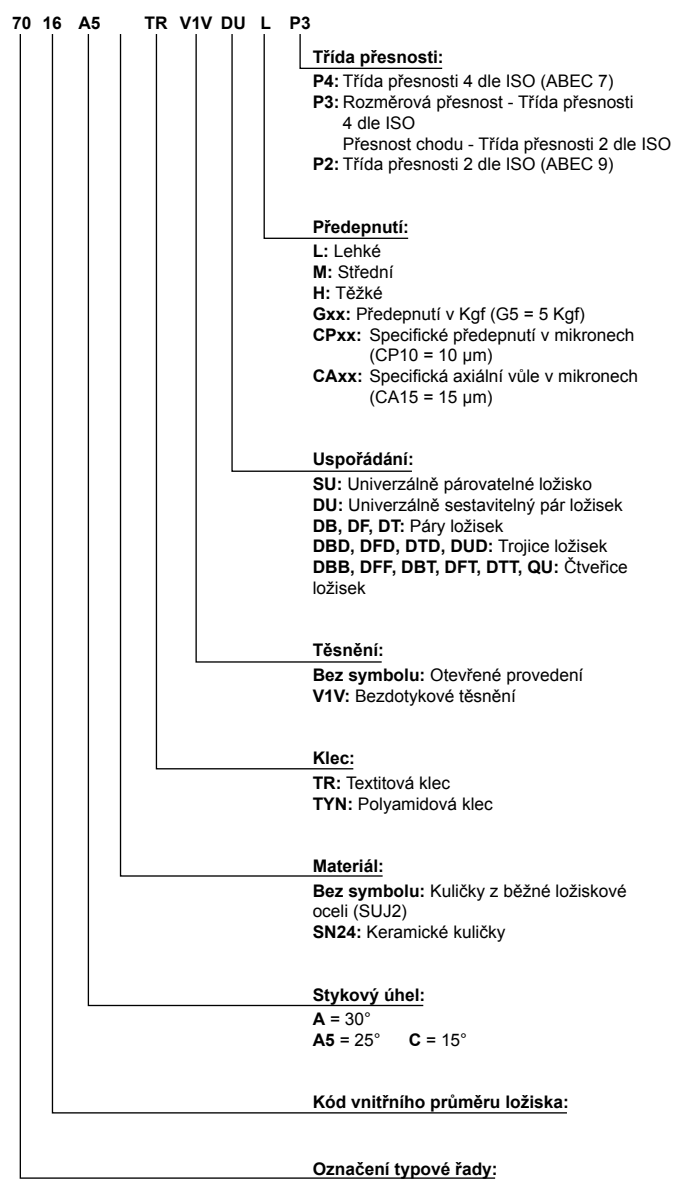 70 16 A5 TR V1V DU L P3
Třída přesnosti:
P4: Třída přesnosti 4 dle ISO (ABEC 7)
P3: Rozměrová přesnost - Třída přesnosti
4 dle ISO
Přesnost chodu - Třída přesnosti 2 dle ISO
P2: Třída přesnosti 2 dle ISO (ABEC 9)
Předepnutí:
L: Lehké
M: Střední
H: Těžké
Gxx: Předepnutí v Kgf (G5 = 5 Kgf)
CPxx: Specifické předepnutí v mikronech
(CP10 = 10 µm)
CAxx: Specifická axiální vůle v mikronech
(CA15 = 15 µm)
Uspořádání:
SU: Univerzálně párovatelné ložisko
DU: Univerzálně sestavitelný pár ložisek
DB, DF, DT: Páry ložisek
DBD, DFD, DTD, DUD: Trojice ložisek
DBB, DFF, DBT, DFT, DTT, QU: Čtveřice
ložisek
Těsnění:
Bez symbolu: Otevřené provedení
V1V: Bezdotykové těsnění
Klec:
TR: Textitová klec
TYN: Polyamidová klec
Materiál:
Bez symbolu: Kuličky z běžné ložiskové
oceli (SUJ2)
SN24: Keramické kuličky
Stykový úhel:
A = 30°
A5 = 25° C = 15°
Kód vnitřního průměru ložiska:
Označení typové řady: